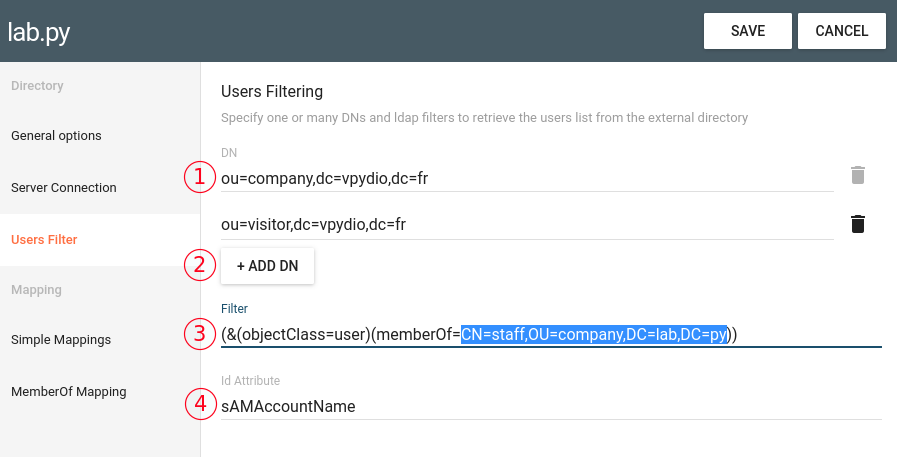 lab.py
SAVE
CANCEL
Directory
General options
Server Connection
Users Filter
Mapping
Simple Mappings
MemberOf Mapping
Users Filtering
Specify one or many DNs and ldap filters to retrieve the users list from the external directory
DN
1 ou=company,dc=vpydio,dc=fr
ou=visitor,dc=vpydio,dc=fr
2 + ADD DN
Filter
3 (&(objectClass=user)(memberOf=CN=staff,OU=company,DC=lab,DC=py))
Id Attribute
4 sAMAccountName